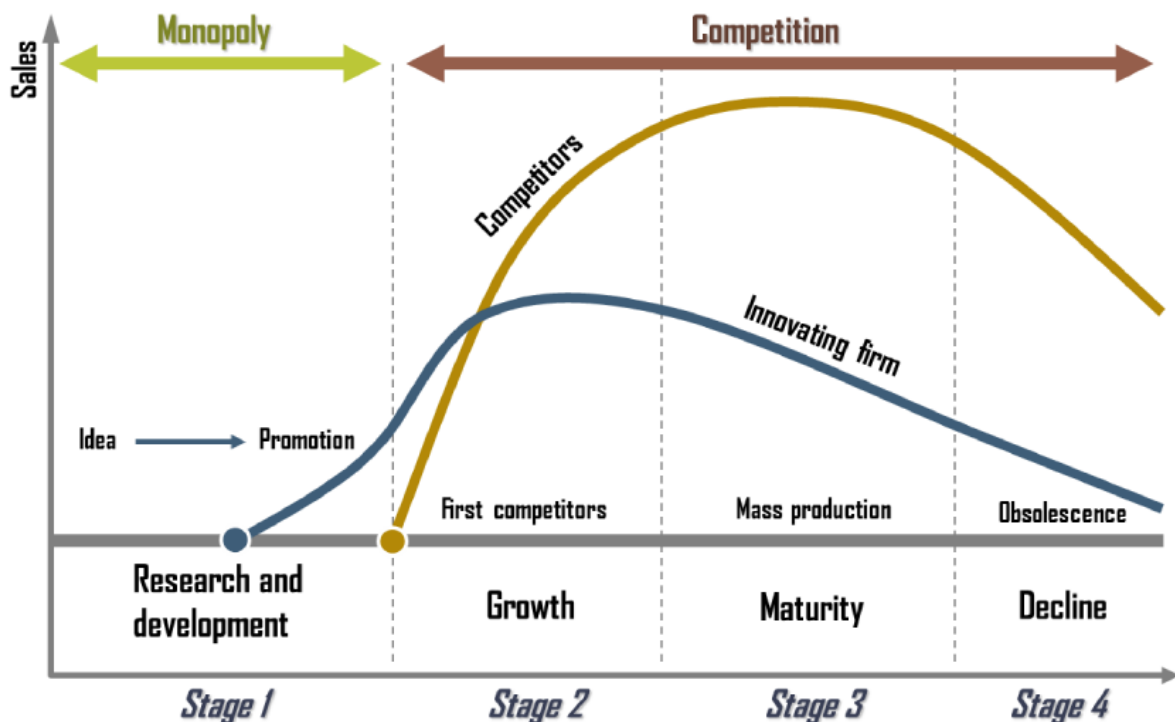 Monopoly
Competition
Sales
Competitors
Innovating firm
Idea
Promotion
First competitors
Mass production
Obsolescence
Research and
development
Growth
Maturity
Decline
Stage 1
Stage 2
Stage 3
Stage 4